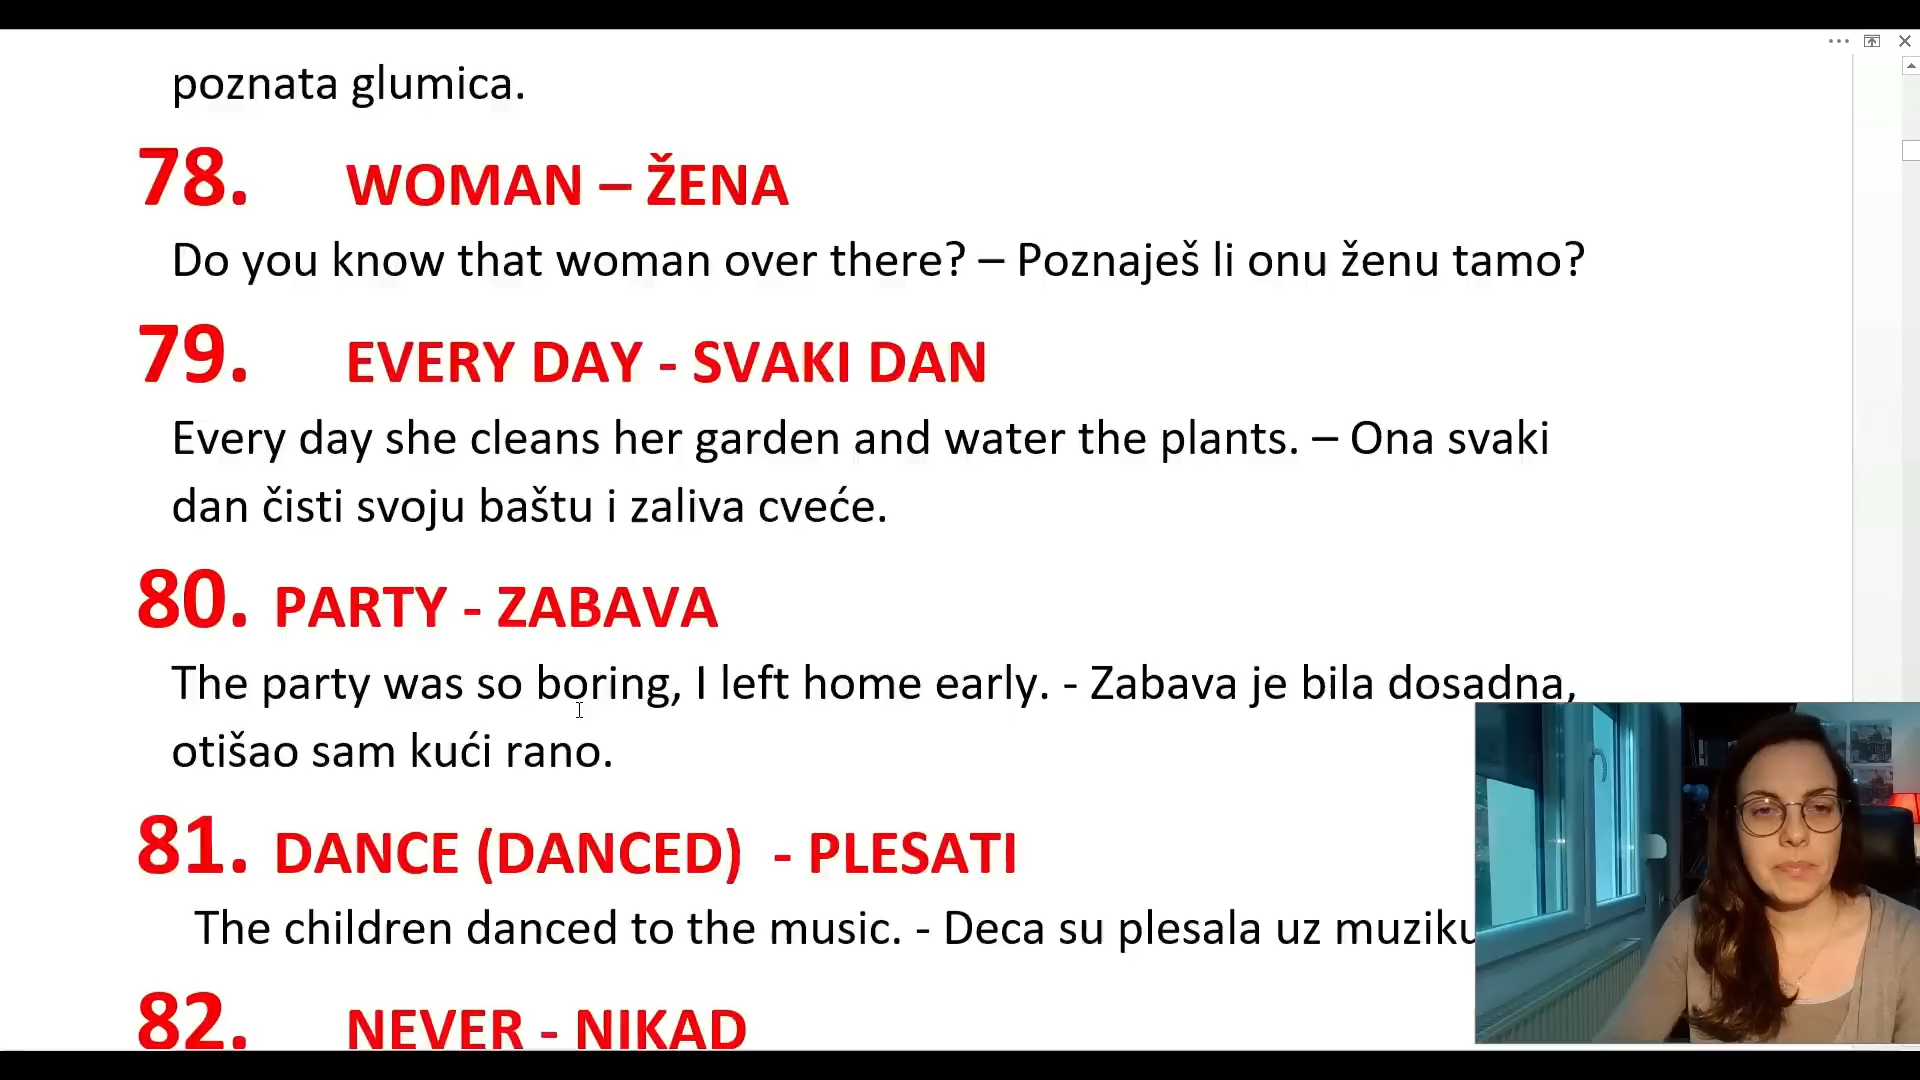 poznata glumica.
78. WOMAN – ŽENA
Do you know that woman over there? – Poznaješ li onu ženu tamo?
79. EVERY DAY - SVAKI DAN
Every day she cleans her garden and water the plants. – Ona svaki
dan čisti svoju baštu i zaliva cveće.
80. PARTY - ZABAVA
The party was so boring, I left home early. - Zabava je bila dosadna,
otišao sam kući rano.
81. DANCE (DANCED) - PLESATI
The children danced to the music. - Deca su plesala uz muziku
82. NEVER - NIKAD